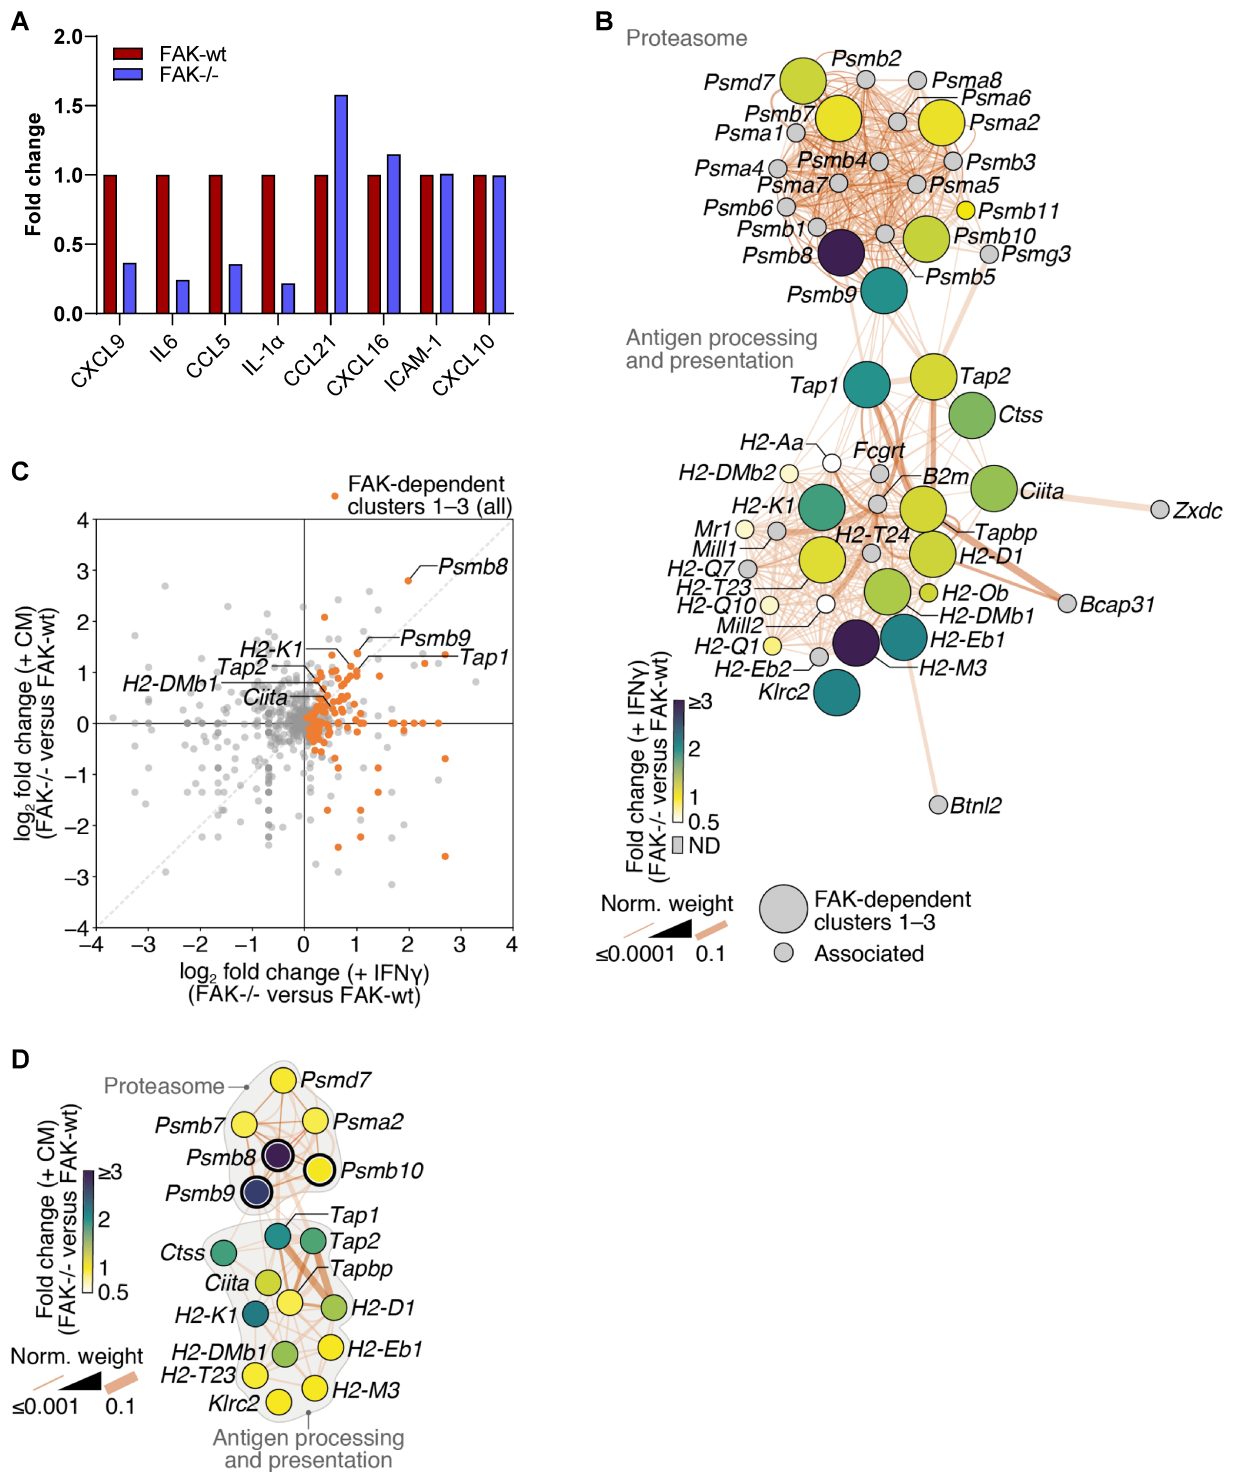 A
Fold change
2.0
1.5
1.0
0.5
0.0
FAK-wt
FAK-/-
CXCL9
IL6
CCL5
IL-1α
CCL21
CXCL16
ICAM-1
CXCL10
B
Proteasome
Psmb2
Psmd7
Psma8
Psma6
Psmb7
Psma2
Psma1
Psmb4
Psmb3
Psma4
Psma7
Psma5
Psmb6
Psmb11
Psmb1
Psmb10
Psmb8
Psmg3
Psmb5
Psmb9
Antigen processing
and presentation
Tap1
Tap2
Ctss
H2-Aa
Fcgrt
H2-DMb2
B2m
Ciita
H2-K1
Zxdc
Mr1
H2-T24
Tapbp
Mill1
H2-D1
H2-Q7
H2-T23
H2-Ob
H2-Q10
Bcap31
H2-DMb1
Mill2
H2-Eb1
H2-Q1
H2-Eb2
H2-M3
Klrc2
Btnl2
Fold change (+ IFNγ)
(FAK-/- versus FAK-wt)
≥3
2
1
0.5
ND
Norm. weight
≤0.0001
0.1
FAK-dependent
clusters 1–3
Associated
C
FAK-dependent
clusters 1–3 (all)
log2 fold change (+ CM)
(FAK-/- versus FAK-wt)
4
3
2
1
0
−1
−2
−3
−4
Psmb8
Psmb9
H2-K1
Tap1
Tap2
H2-DMb1
Ciita
−4
−3
−2
−1
0
1
2
3
4
log2 fold change (+ IFNγ)
(FAK-/- versus FAK-wt)
D
Proteasome
Psmd7
Psmb7
Psma2
Psmb8
Psmb10
Psmb9
Tap1
Tap2
Ctss
Tapbp
Ciita
H2-K1
H2-D1
H2-DMb1
H2-Eb1
H2-T23
H2-M3
Klrc2
Antigen processing
and presentation
Fold change (+ CM)
(FAK-/- versus FAK-wt)
≥3
2
1
0.5
Norm. weight
≤0.001
0.1